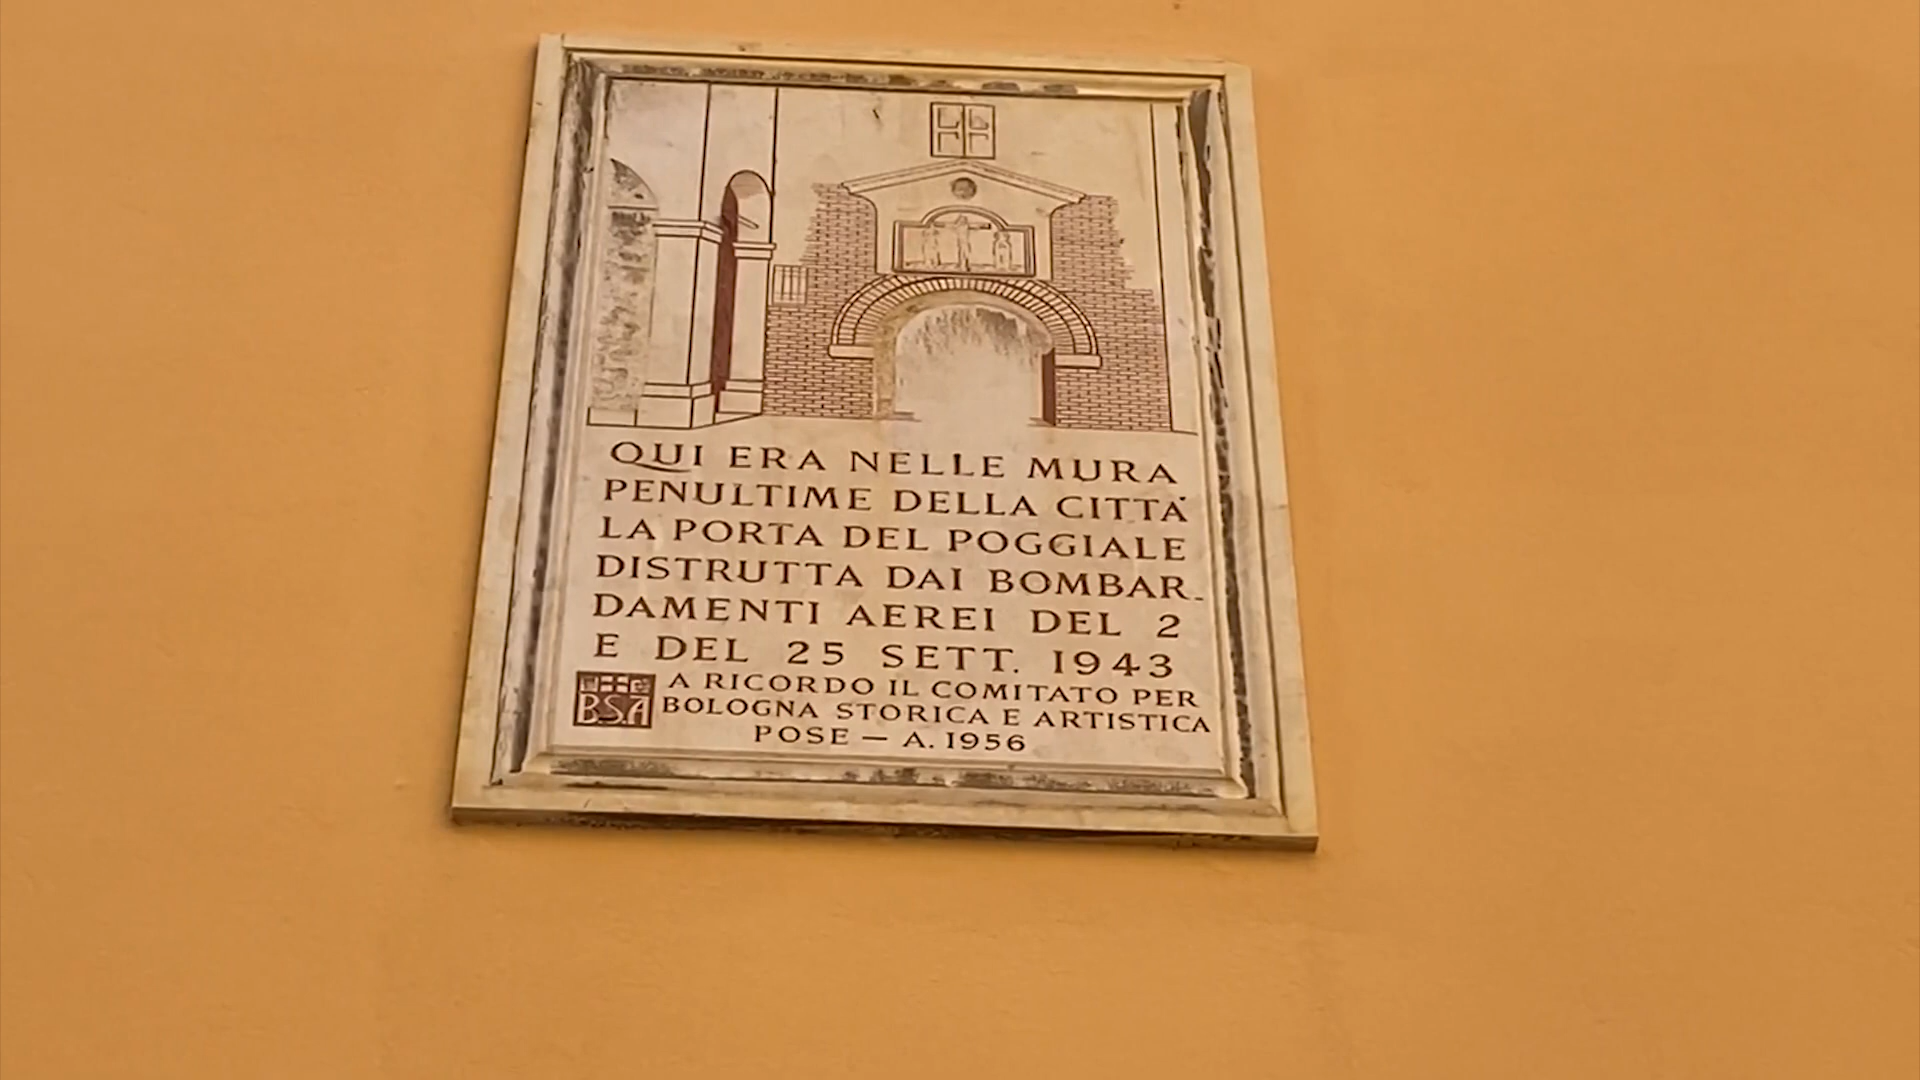 QUI ERA NELLE MURA
PENULTIME DELLA CITTÀ
LA PORTA DEL POGGIALE
DISTRUTTA DAI BOMBAR-
DAMENTI AEREI DEL 2
E DEL 25 SETT. 1943
BSA
A RICORDO IL COMITATO PER
BOLOGNA STORICA E ARTISTICA
POSE — A. 1956